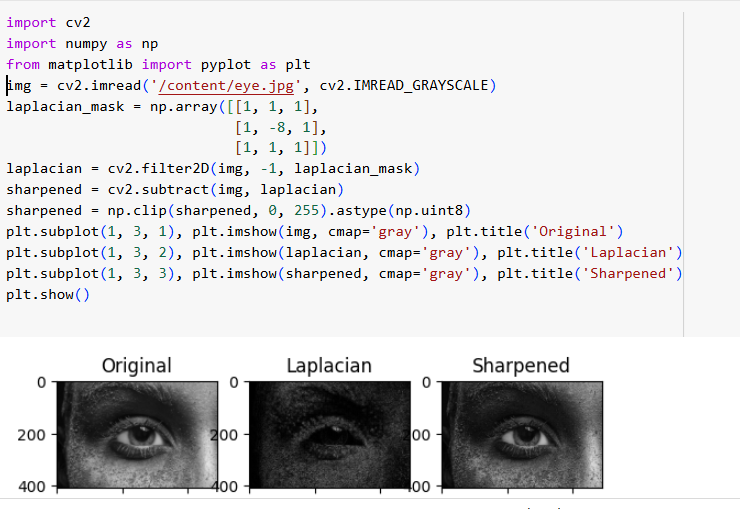 import cv2
import numpy as np
from matplotlib import pyplot as plt
img = cv2.imread('/content/eye.jpg', cv2.IMREAD_GRAYSCALE)
laplacian_mask = np.array([[1, 1, 1],
[1, -8, 1],
[1, 1, 1]])
laplacian = cv2.filter2D(img, -1, laplacian_mask)
sharpened = cv2.subtract(img, laplacian)
sharpened = np.clip(sharpened, 0, 255).astype(np.uint8)
plt.subplot(1, 3, 1), plt.imshow(img, cmap='gray'), plt.title('Original')
plt.subplot(1, 3, 2), plt.imshow(laplacian, cmap='gray'), plt.title('Laplacian')
plt.subplot(1, 3, 3), plt.imshow(sharpened, cmap='gray'), plt.title('Sharpened')
plt.show()
Original Laplacian Sharpened
0 0 0
200 200 00
400 400 00